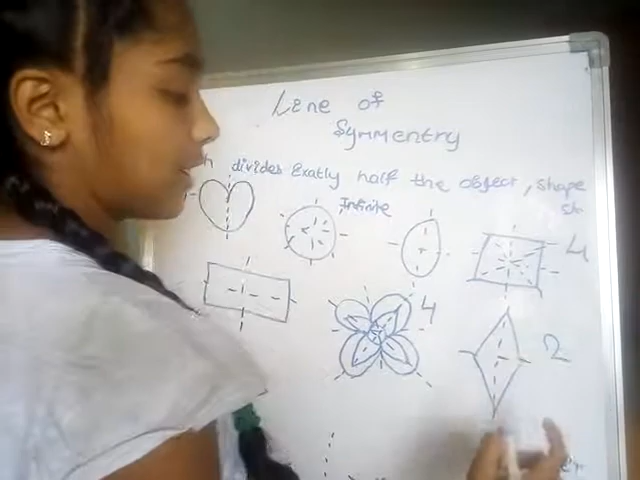 Line of
Symmentry
h divides Exatly half the object, shape
Infinite
4
4
2